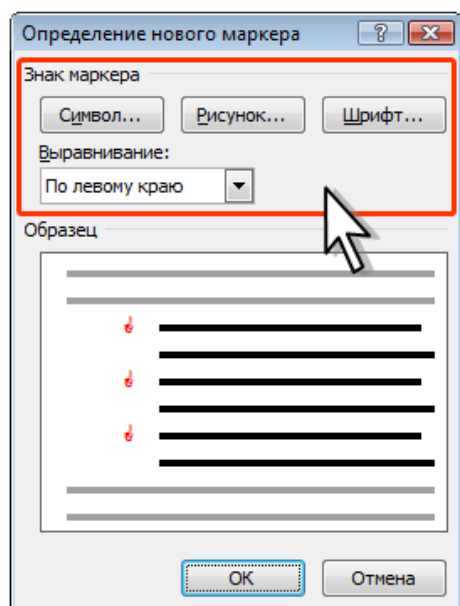 Определение нового маркера
Знак маркера
Символ... Рисунок... Шрифт...
Выравнивание:
По левому краю
Образец
ОК Отмена